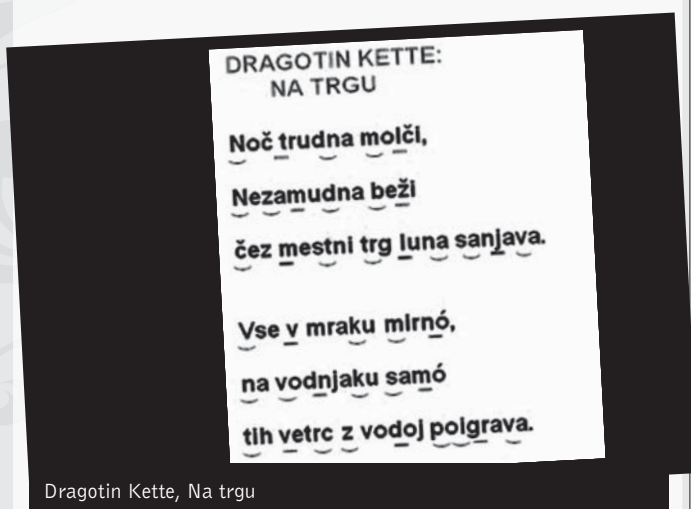 DRAGOTIN KETTE:
NA TRGU
Noč trudna molči,
Nezamudna beži
čez mestni trg luna sanjava.
Vse v mraku mirnó,
na vodnjaku samó
tih vetrc z vodoj poigrava.
Dragotin Kette, Na trgu